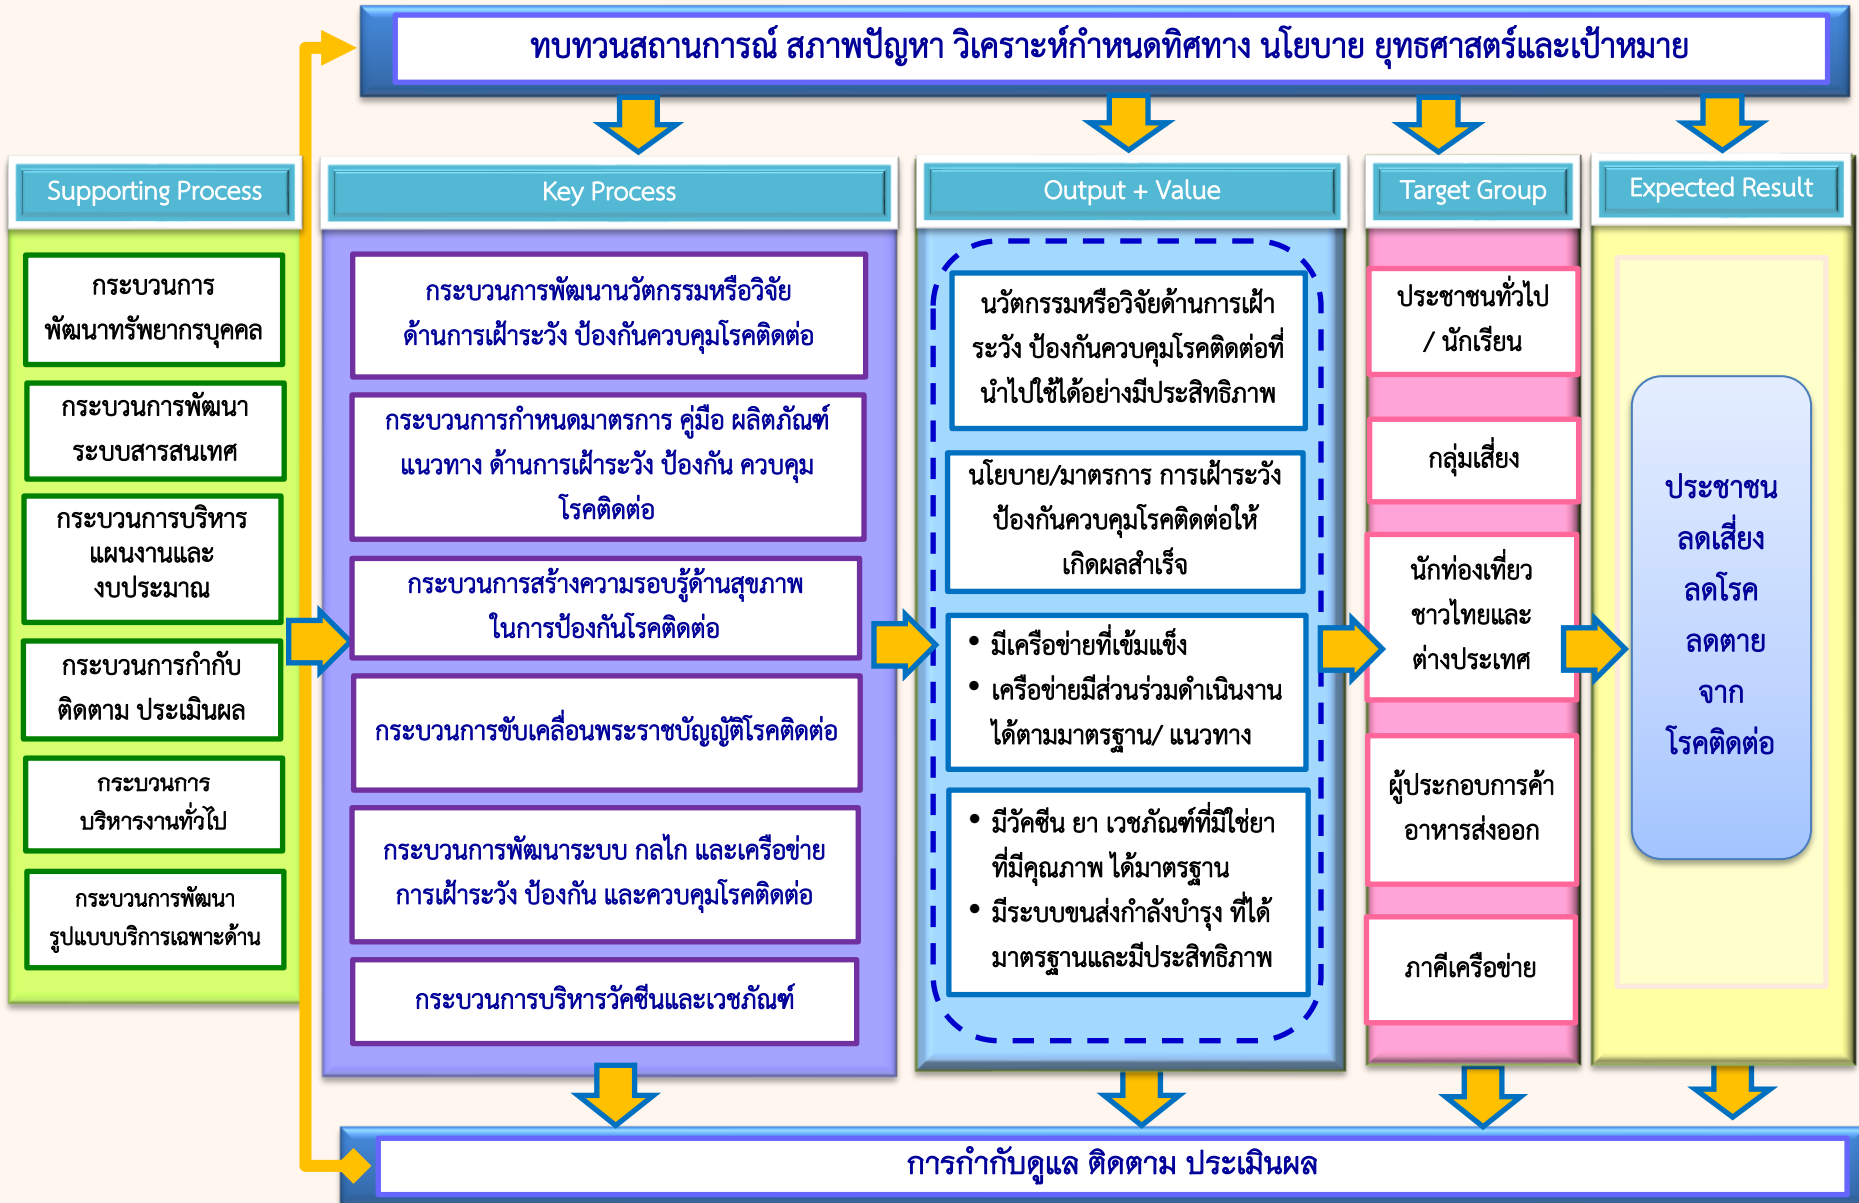 ทบทวนสถานการณ์ สภาพปัญหา วิเคราะห์กำหนดทิศทาง นโยบาย ยุทธศาสตร์และเป้าหมาย
Supporting Process
กระบวนการ
พัฒนาทรัพยากรบุคคล
กระบวนการพัฒนา
ระบบสารสนเทศ
กระบวนการบริหาร
แผนงานและ
งบประมาณ
กระบวนการกำกับ
ติดตาม ประเมินผล
กระบวนการ
บริหารงานทั่วไป
กระบวนการพัฒนา
รูปแบบบริการเฉพาะด้าน
Key Process
กระบวนการพัฒนานวัตกรรมหรือวิจัย
ด้านการเฝ้าระวัง ป้องกันควบคุมโรคติดต่อ
กระบวนการกำหนดมาตรการ คู่มือ ผลิตภัณฑ์
แนวทาง ด้านการเฝ้าระวัง ป้องกัน ควบคุม
โรคติดต่อ
กระบวนการสร้างความรอบรู้ด้านสุขภาพ
ในการป้องกันโรคติดต่อ
กระบวนการขับเคลื่อนพระราชบัญญัติโรคติดต่อ
กระบวนการพัฒนาระบบ กลไก และเครือข่าย
การเฝ้าระวัง ป้องกัน และควบคุมโรคติดต่อ
กระบวนการบริหารวัคซีนและเวชภัณฑ์
Output + Value
นวัตกรรมหรือวิจัยด้านการเฝ้า
ระวัง ป้องกันควบคุมโรคติดต่อที่
นำไปใช้ได้อย่างมีประสิทธิภาพ
นโยบาย/มาตรการ การเฝ้าระวัง
ป้องกันควบคุมโรคติดต่อให้
เกิดผลสำเร็จ
• มีเครือข่ายที่เข้มแข็ง
• เครือข่ายมีส่วนร่วมดำเนินงาน
ได้ตามมาตรฐาน/ แนวทาง
• มีวัคซีน ยา เวชภัณฑ์ที่มิใช่ยา
ที่มีคุณภาพ ได้มาตรฐาน
• มีระบบขนส่งกำลังบำรุง ที่ได้
มาตรฐานและมีประสิทธิภาพ
Target Group
ประชาชนทั่วไป
/ นักเรียน
กลุ่มเสี่ยง
นักท่องเที่ยว
ชาวไทยและ
ต่างประเทศ
ผู้ประกอบการค้า
อาหารส่งออก
ภาคีเครือข่าย
Expected Result
ประชาชน
ลดเสี่ยง
ลดโรค
ลดตาย
จาก
โรคติดต่อ
การกำกับดูแล ติดตาม ประเมินผล